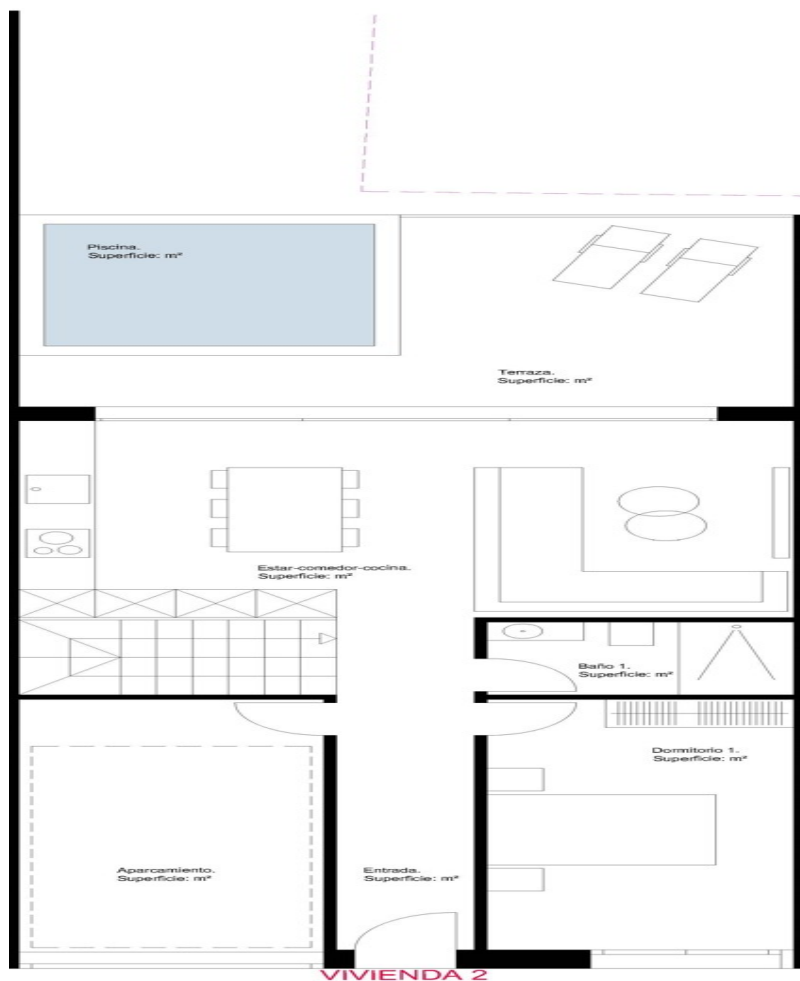 Piscina.
Superficie: m²
Terraza.
Superficie: m²
Estar-comedor-cocina.
Superficie: m²
Baño 1.
Superficie: m²
Dormitorio 1.
Superficie: m²
Aparcamiento.
Superficie: m²
Entrada.
Superficie: m²
VIVIENDA 2